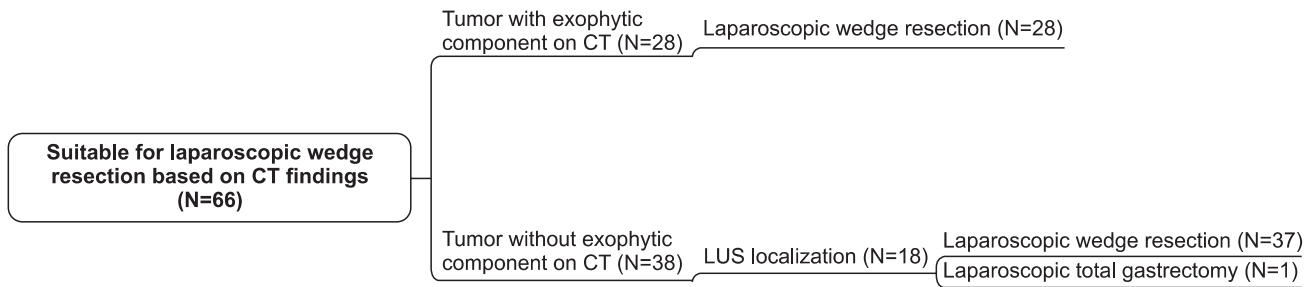 Tumor with exophytic
component on CT (N=28)
Laparoscopic wedge resection (N=28)
Suitable for laparoscopic wedge
resection based on CT findings
(N=66)
Tumor without exophytic
component on CT (N=38)
LUS localization (N=18)
Laparoscopic wedge resection (N=37)
Laparoscopic total gastrectomy (N=1)